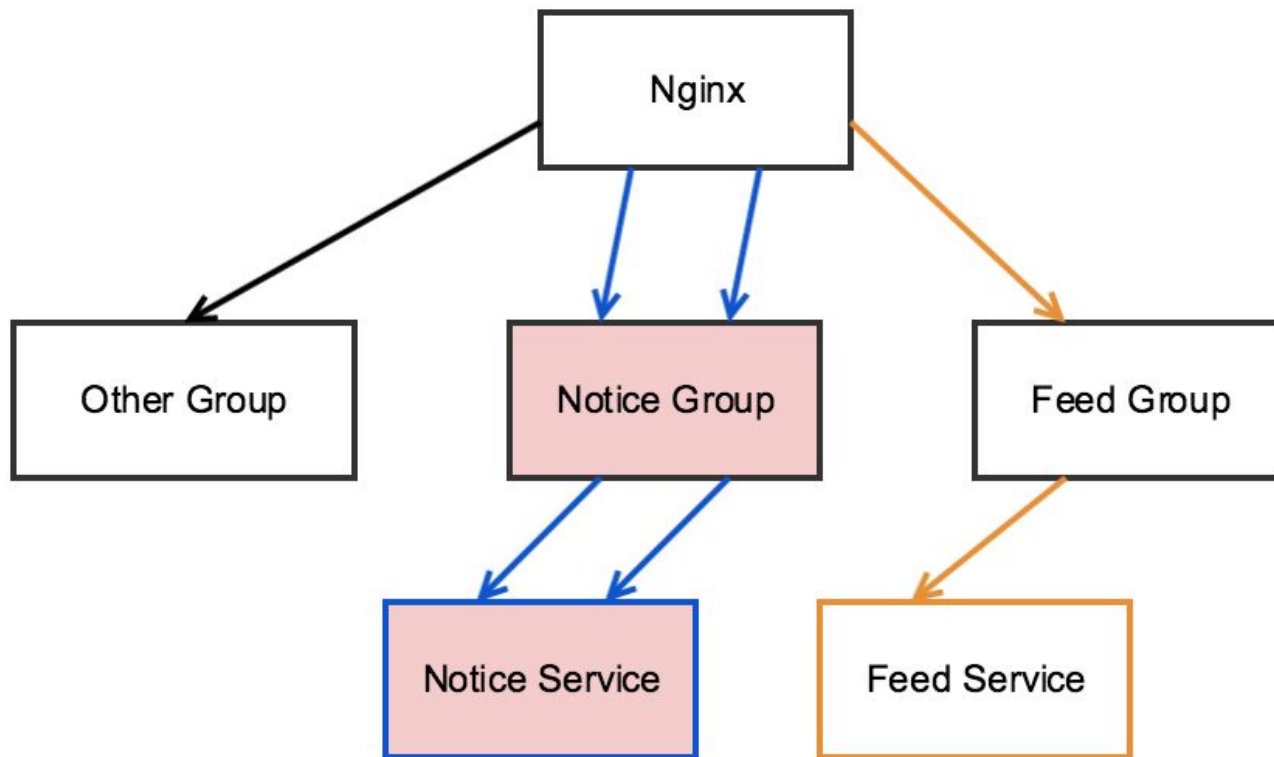 Nginx
Other Group
Notice Group
Feed Group
Notice Service
Feed Service